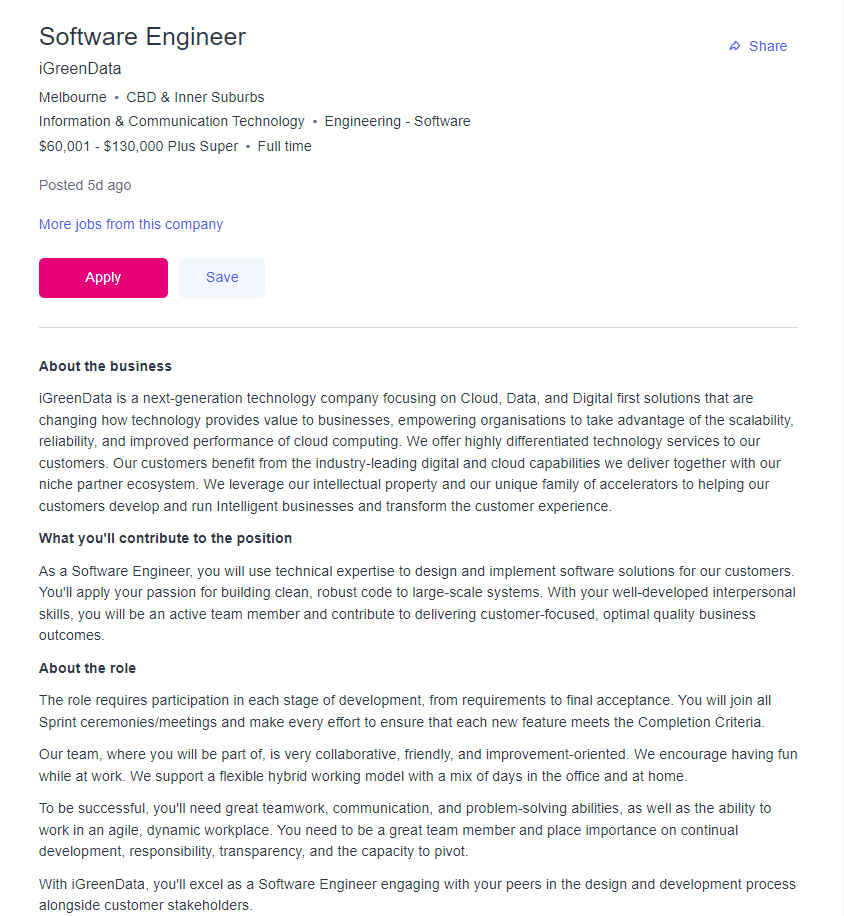 Software Engineer
Share
iGreenData
Melbourne • CBD & Inner Suburbs
Information & Communication Technology • Engineering - Software
$60,001 - $130,000 Plus Super • Full time
Posted 5d ago
More jobs from this company
Apply
Save
About the business
iGreenData is a next-generation technology company focusing on Cloud, Data, and Digital first solutions that are
changing how technology provides value to businesses, empowering organisations to take advantage of the scalability,
reliability, and improved performance of cloud computing. We offer highly differentiated technology services to our
customers. Our customers benefit from the industry-leading digital and cloud capabilities we deliver together with our
niche partner ecosystem. We leverage our intellectual property and our unique family of accelerators to helping our
customers develop and run Intelligent businesses and transform the customer experience.
What you'll contribute to the position
As a Software Engineer, you will use technical expertise to design and implement software solutions for our customers.
You'll apply your passion for building clean, robust code to large-scale systems. With your well-developed interpersonal
skills, you will be an active team member and contribute to delivering customer-focused, optimal quality business
outcomes.
About the role
The role requires participation in each stage of development, from requirements to final acceptance. You will join all
Sprint ceremonies/meetings and make every effort to ensure that each new feature meets the Completion Criteria.
Our team, where you will be part of, is very collaborative, friendly, and improvement-oriented. We encourage having fun
while at work. We support a flexible hybrid working model with a mix of days in the office and at home.
To be successful, you'll need great teamwork, communication, and problem-solving abilities, as well as the ability to
work in an agile, dynamic workplace. You need to be a great team member and place importance on continual
development, responsibility, transparency, and the capacity to pivot.
With iGreenData, you'll excel as a Software Engineer engaging with your peers in the design and development process
alongside customer stakeholders.